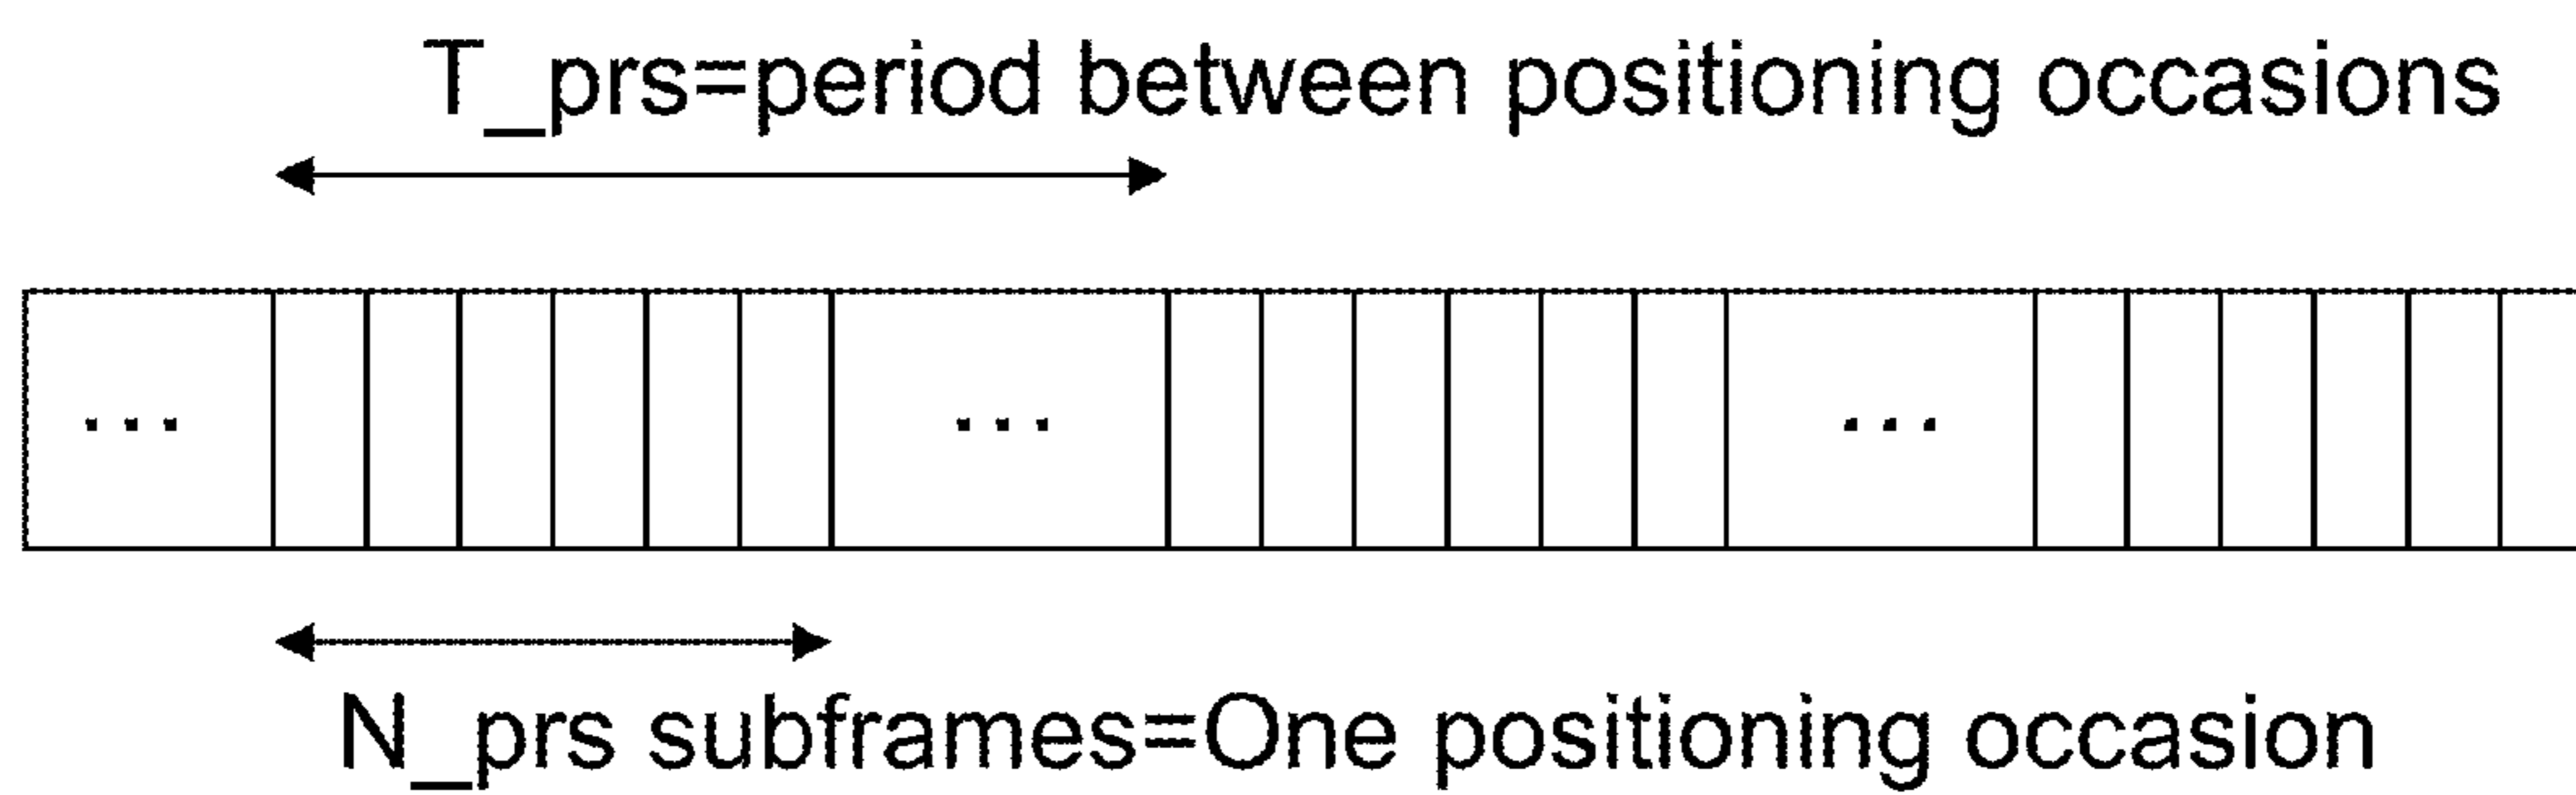 T_prs=period between positioning occasions
... ... ...
N_prs subframes=One positioning occasion